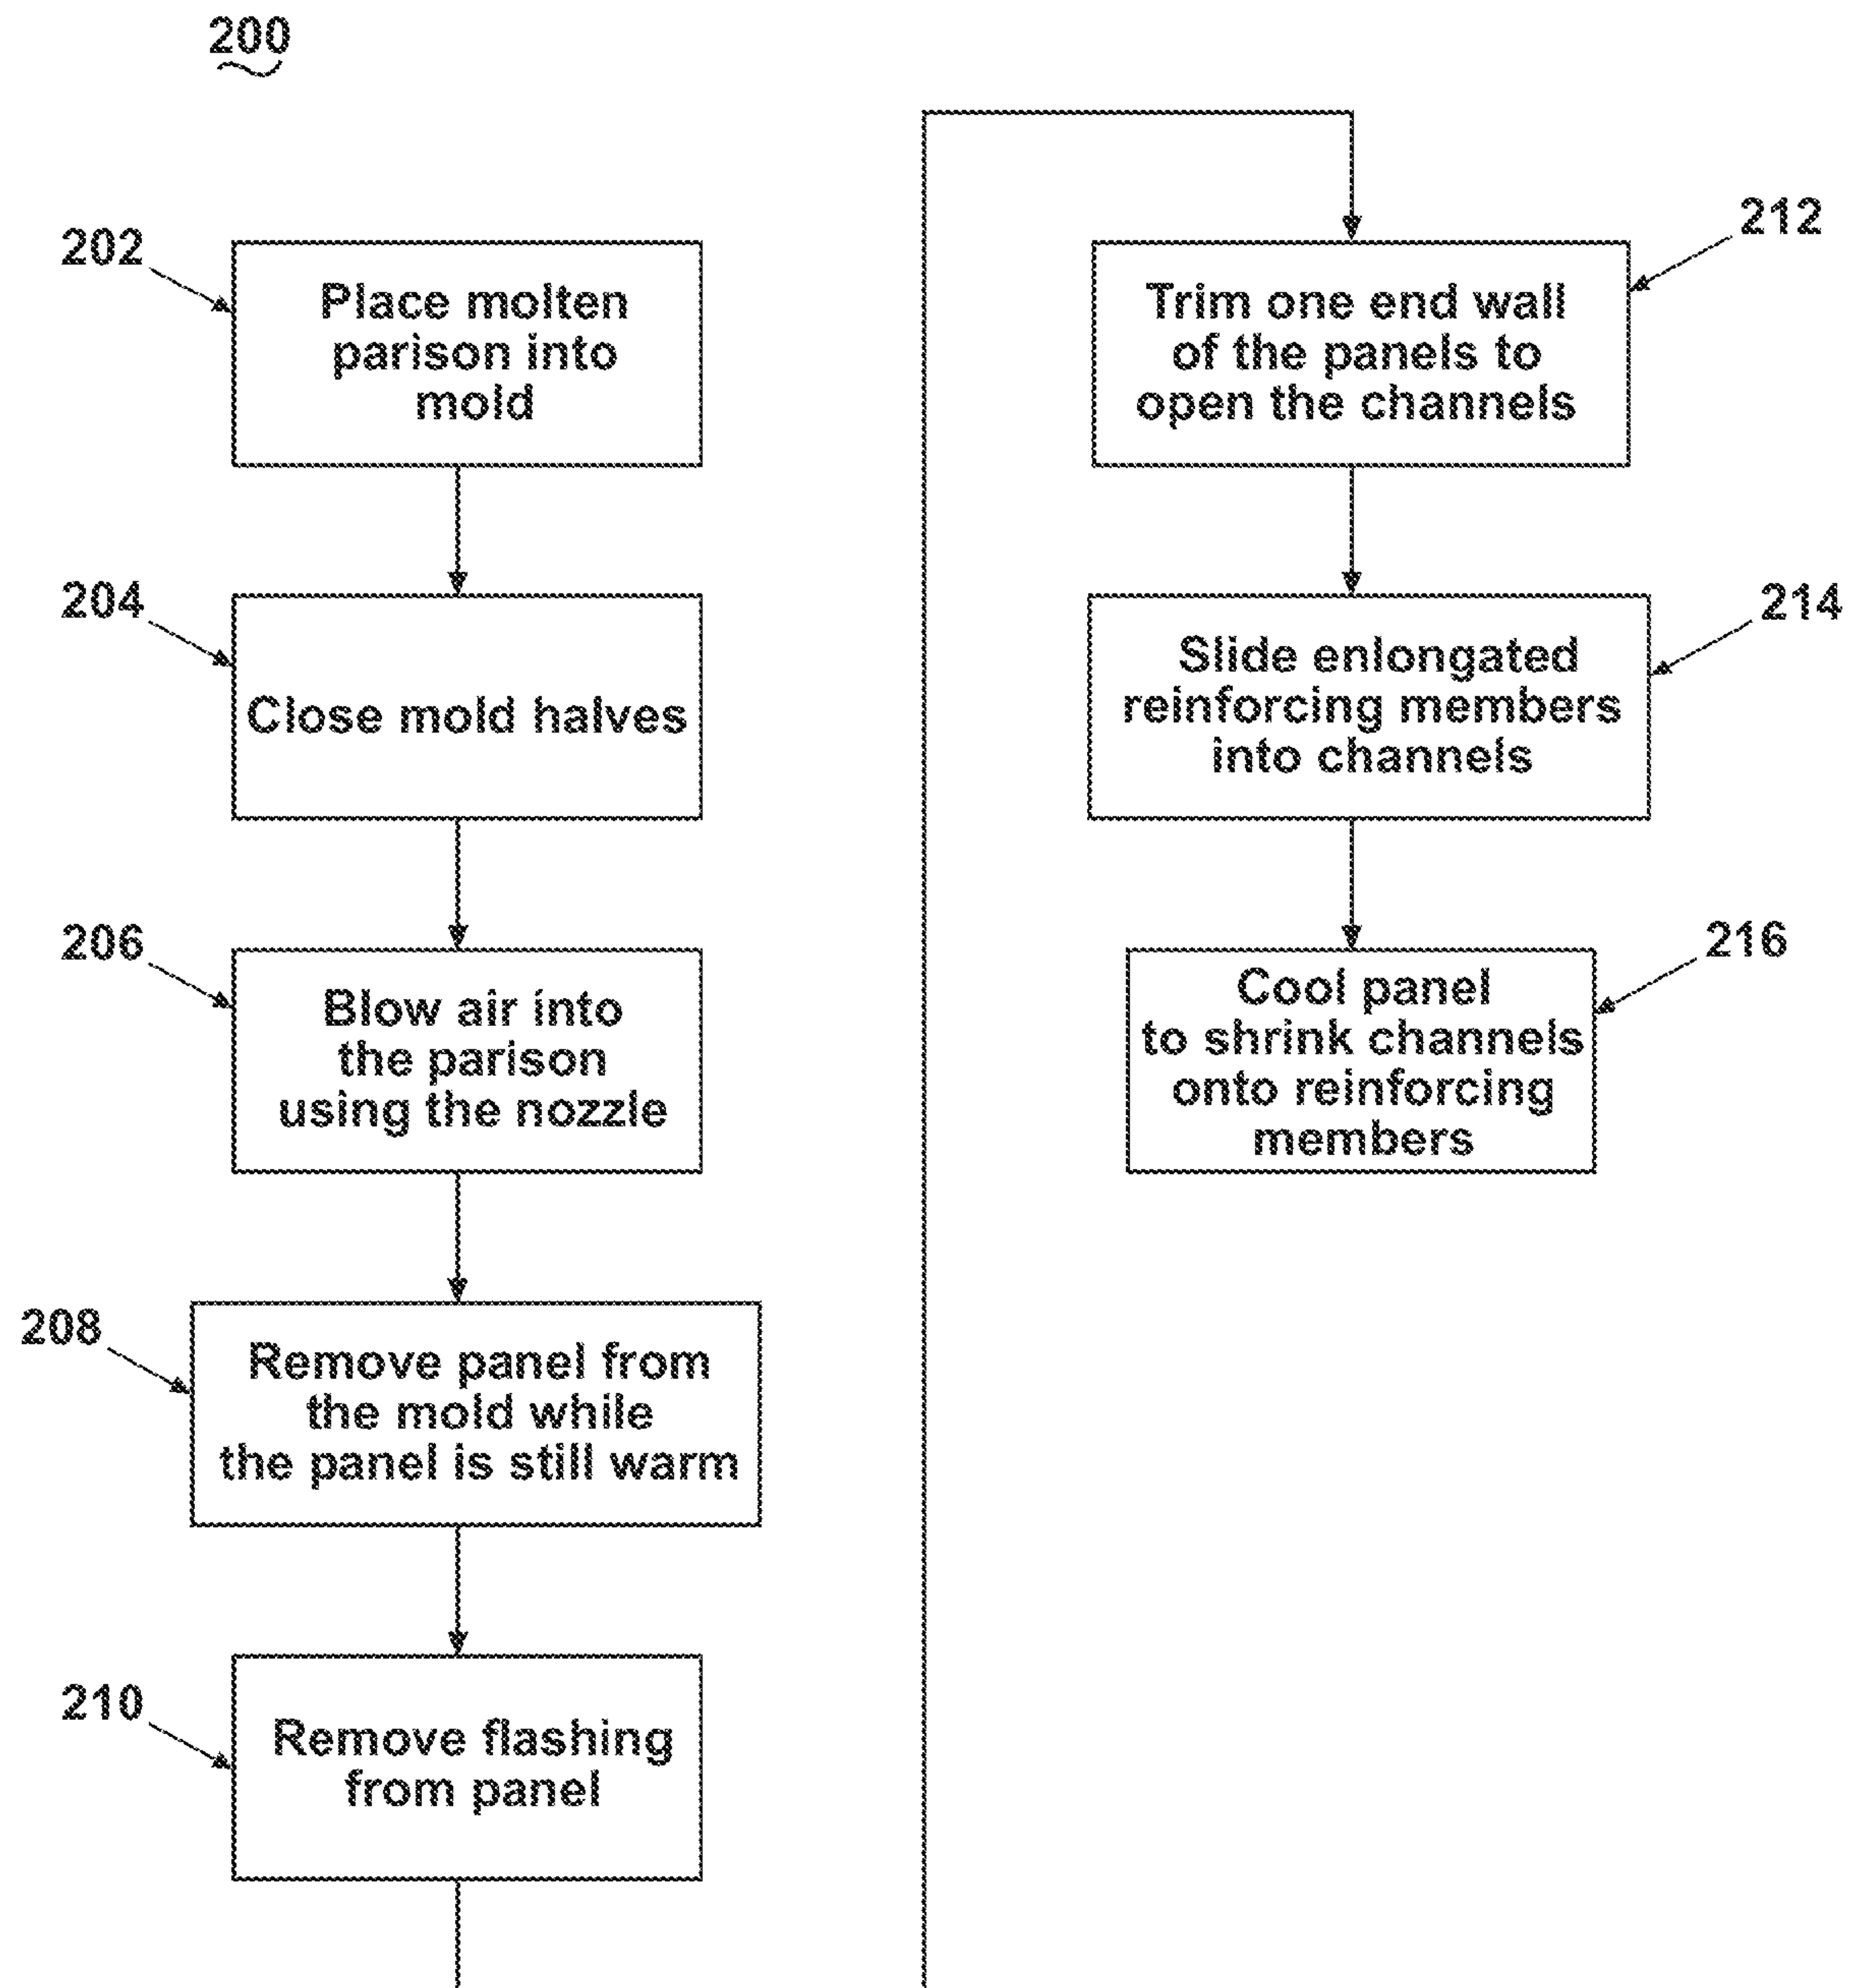 200
202
Place molten
parison into
mold
204
Close mold halves
206
Blow air into
the parison
using the nozzle
208
Remove panel from
the mold while
the panel is still warm
210
Remove flashing
from panel
212
Trim one end wall
of the panels to
open the channels
214
Slide enlongated
reinforcing members
into channels
216
Cool panel
to shrink channels
onto reinforcing
members